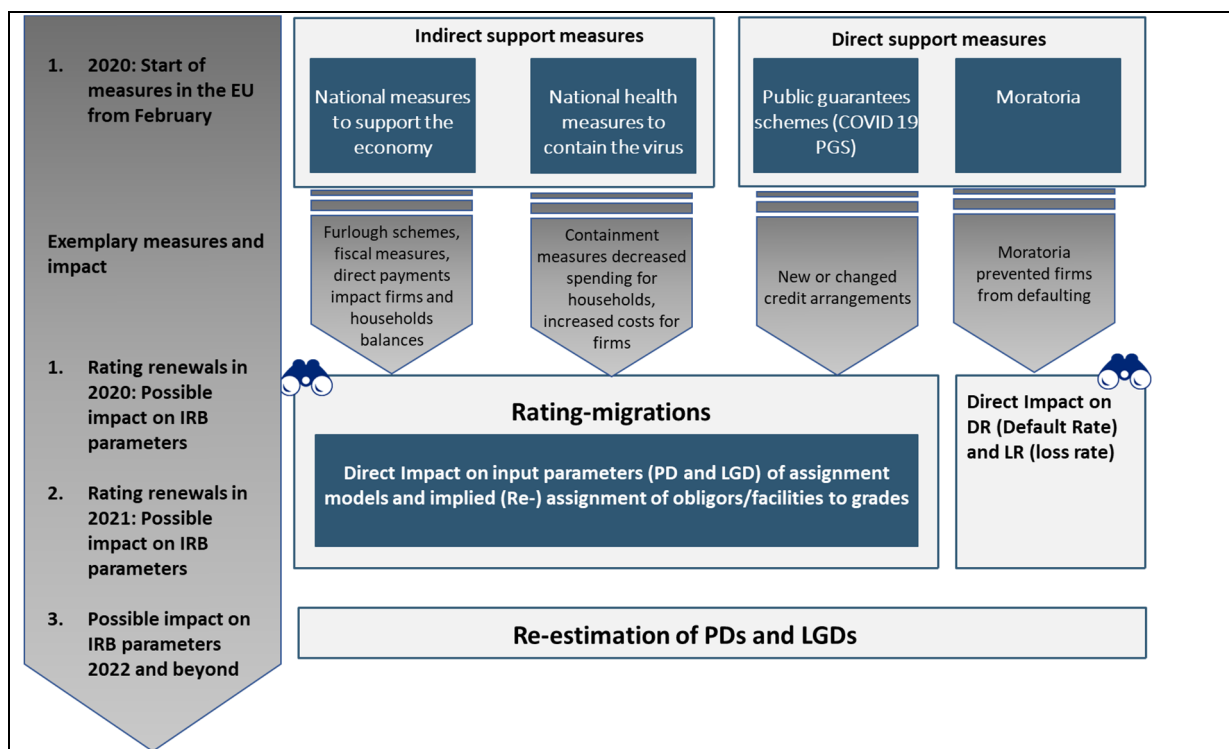 1. 2020: Start of
measures in the EU
from February
Exemplary measures and
impact
1. Rating renewals in
2020: Possible
impact on IRB
parameters
2. Rating renewals in
2021: Possible
impact on IRB
parameters
3. Possible impact on
IRB parameters
2022 and beyond
Indirect support measures
National measures
to support the
economy
National health
measures to
contain the virus
Direct support measures
Public guarantees
schemes (COVID 19
PGS)
Moratoria
Furlough schemes,
fiscal measures,
direct payments
impact firms and
households
balances
Containment
measures decreased
spending for
households,
increased costs for
firms
New or changed
credit arrangements
Moratoria
prevented firms
from defaulting
Rating-migrations
Direct Impact on input parameters (PD and LGD) of assignment
models and implied (Re-) assignment of obligors/facilities to grades
Direct Impact on
DR (Default Rate)
and LR (loss rate)
Re-estimation of PDs and LGDs